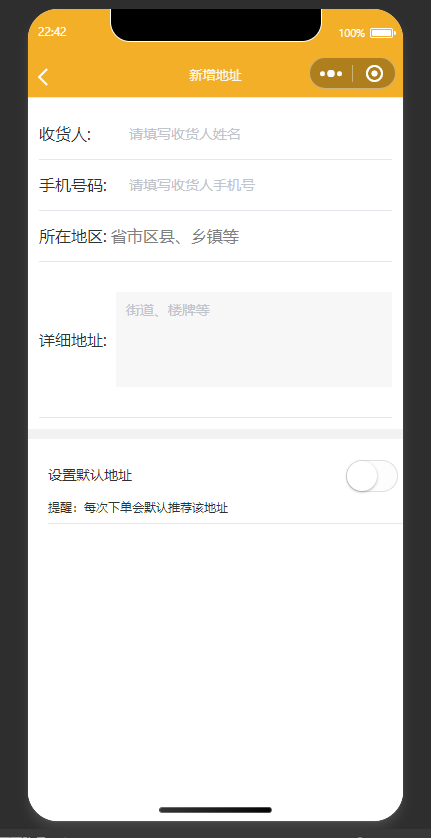 22:42
100%
新增地址
收货人:
请填写收货人姓名
手机号码:
请填写收货人手机号
所在地区: 省市区县、乡镇等
街道、楼牌等
详细地址:
设置默认地址
提醒：每次下单会默认推荐该地址